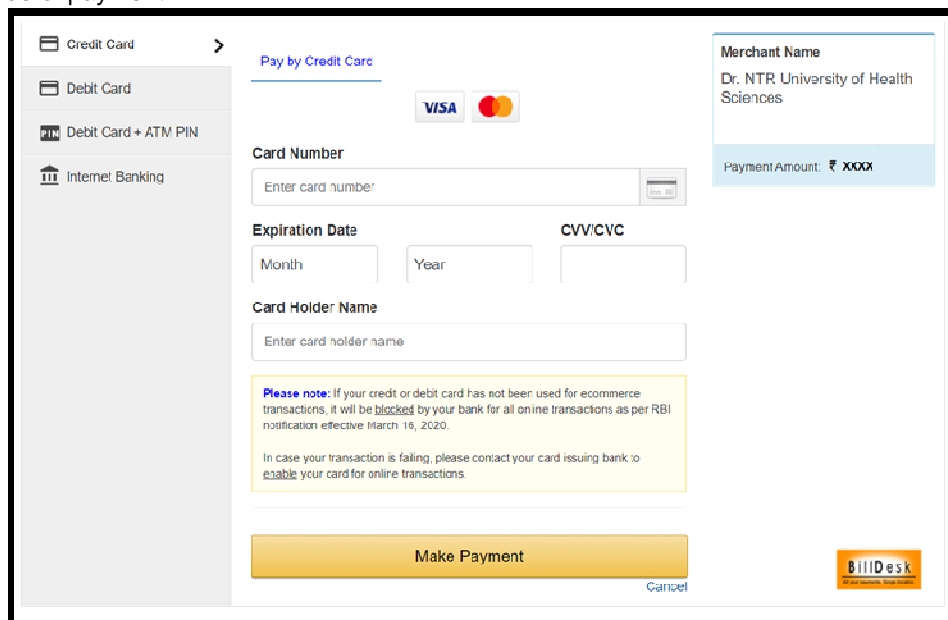 Credit Card
Debit Card
PIN Debit Card + ATM PIN
Internet Banking
Pay by Credit Card
VISA
Card Number
Enter card number
Expiration Date
CVV/CVC
Month
Year
Card Holder Name
Enter card holder name
Please note: If your credit or debit card has not been used for ecommerce
transactions, it will be blocked by your bank for all online transactions as per RBI
notification effective March 16, 2020.
In case your transaction is failing, please contact your card issuing bank to
enable your card for online transactions.
Make Payment
Cancel
Merchant Name
Dr. NTR University of Health
Sciences
Payment Amount: ₹ XXXX
BillDesk